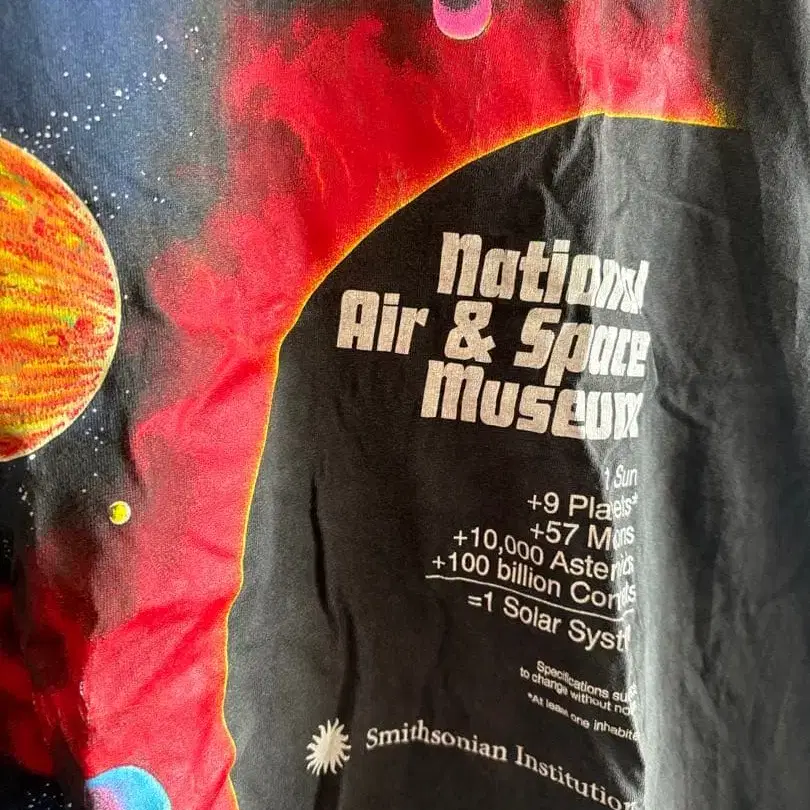 National
Air & Space
Museum
1 Sun
+9 Planets*
+57 Moons
+10,000 Asteroids
+100 billion Comets
=1 Solar System
Specifications subject
to change without notice
*At least one inhabited
Smithsonian Institution